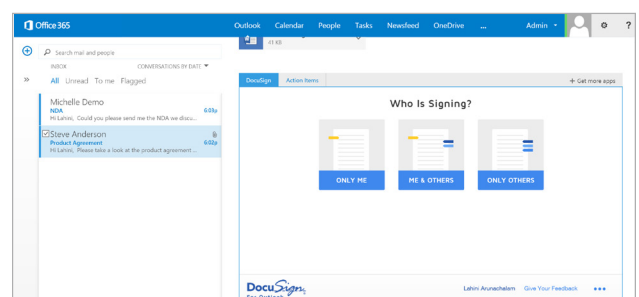 Office 365
Outlook Calendar People Tasks Newsfeed OneDrive ... Admin ?
41 KB
Search mail and people
INBOX CONVERSATIONS BY DATE
All Unread To me Flagged
DocuSign Action Items + Get more apps
Who Is Signing?
Michelle Demo
NDA 6:03p
Hi Lahini, Could you please send me the NDA we discu...
Steve Anderson
Product Agreement 6:02p
Hi Lahini, Please take a look at the product agreement ...
ONLY ME ME & OTHERS ONLY OTHERS
DocuSign
For Outlook
Lahini Arunachalam Give Your Feedback